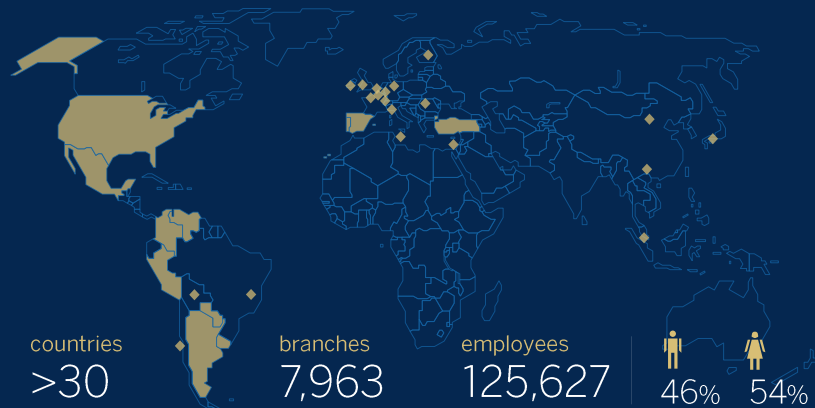 countries
>30
branches
7,963
employees
125,627
46%
54%